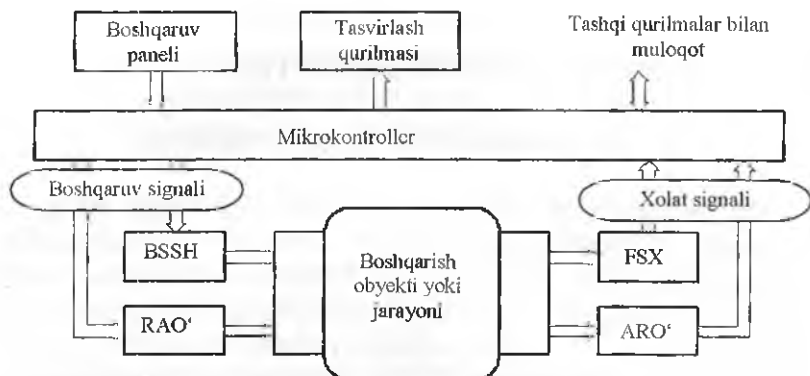 Boshqaruv
paneli
Tasvirlash
qurilmasi
Tashqi qurilmalar bilan
muloqot
Mikrokontroller
Boshqaruv signali
Xolat signali
BSSH
Boshqarish
obyekti yoki
jarayoni
FSX
RAO‘
ARO‘